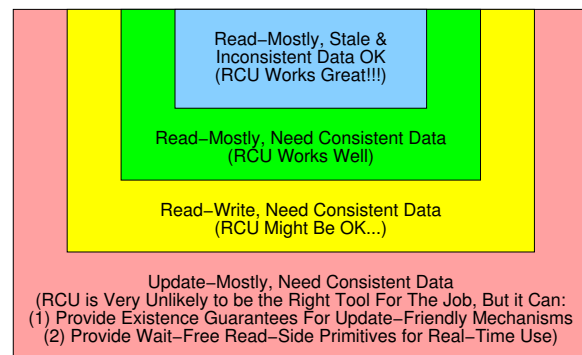 Read−Mostly, Stale &
Inconsistent Data OK
(RCU Works Great!!!)
Read−Mostly, Need Consistent Data
(RCU Works Well)
Read−Write, Need Consistent Data
(RCU Might Be OK...)
Update−Mostly, Need Consistent Data
(RCU is Very Unlikely to be the Right Tool For The Job, But it Can:
(1) Provide Existence Guarantees For Update−Friendly Mechanisms
(2) Provide Wait−Free Read−Side Primitives for Real−Time Use)